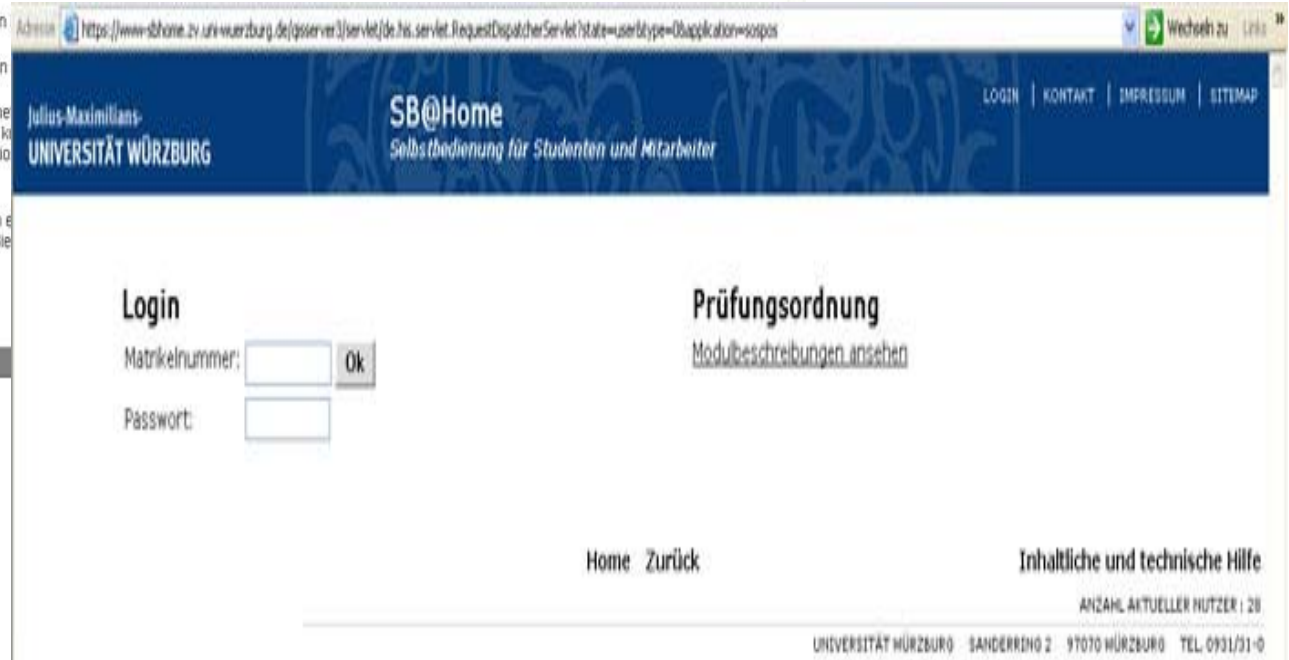 Adresse https://www-sbhome.zv.uni-wuerzburg.de/qisserver3/servlet/de.his.servlet.RequestDispatcherServlet?state=user&type=0&application=sospos Wechseln zu Links
LOGIN | KONTAKT | IMPRESSUM | SITEMAP
Julius-Maximilians-
UNIVERSITÄT WÜRZBURG
SB@Home
Selbstbedienung für Studenten und Mitarbeiter
Login
Matrikelnummer: Ok
Passwort:
Prüfungsordnung
Modulbeschreibungen ansehen
Home Zurück
Inhaltliche und technische Hilfe
ANZAHL AKTUELLER NUTZER : 28
UNIVERSITÄT WÜRZBURG SANDERRING 2 97070 WÜRZBURG TEL. 0931/31-0